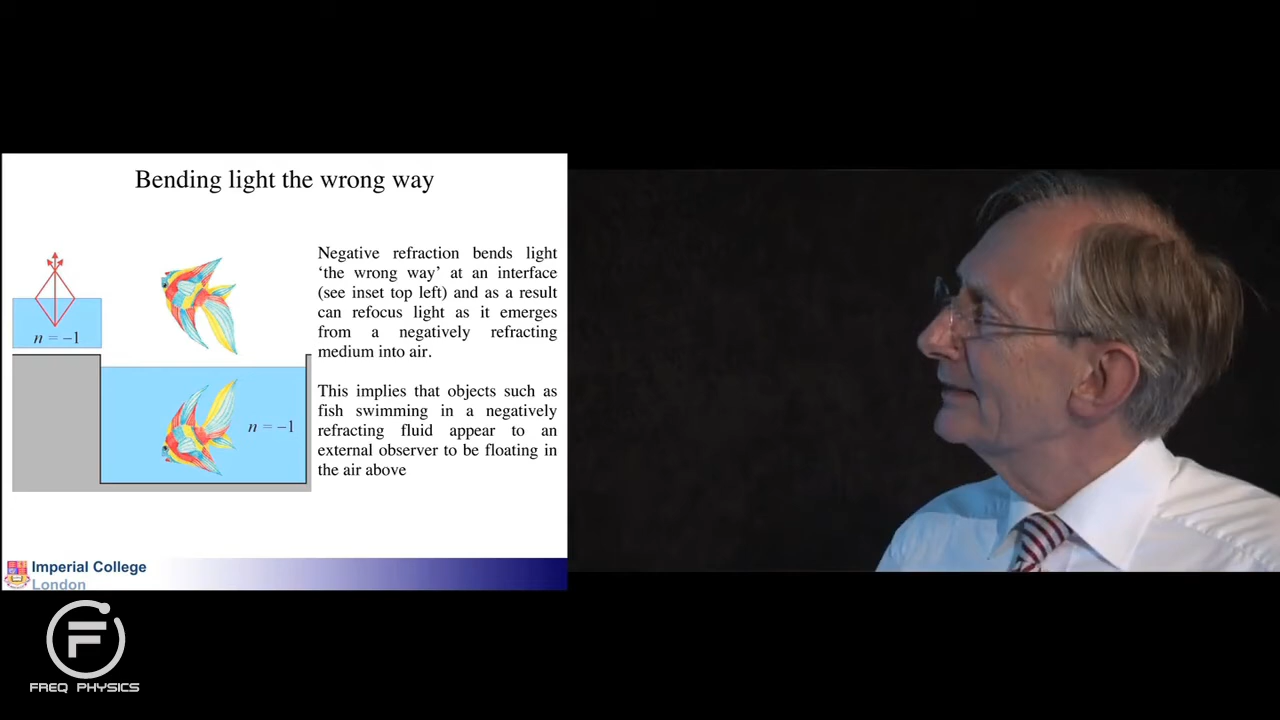 Bending light the wrong way
n = −1
n = −1
Negative refraction bends light
‘the wrong way’ at an interface
(see inset top left) and as a result
can refocus light as it emerges
from a negatively refracting
medium into air.
This implies that objects such as
fish swimming in a negatively
refracting fluid appear to an
external observer to be floating in
the air above
Imperial College
London
FREQ PHYSICS